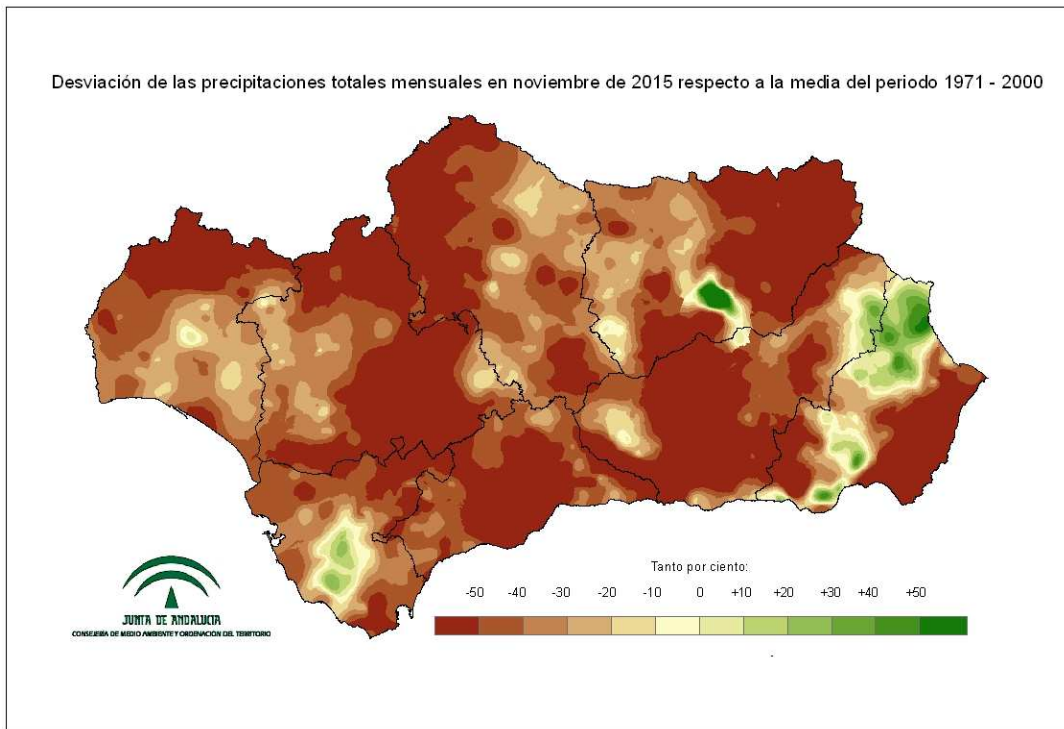 Desviación de las precipitaciones totales mensuales en noviembre de 2015 respecto a la media del periodo 1971 - 2000
Tanto por ciento:
-50 -40 -30 -20 -10 0 +10 +20 +30 +40 +50
JUNTA DE ANDALUCIA
CONSEJERÍA DE MEDIO AMBIENTE Y ORDENACIÓN DEL TERRITORIO